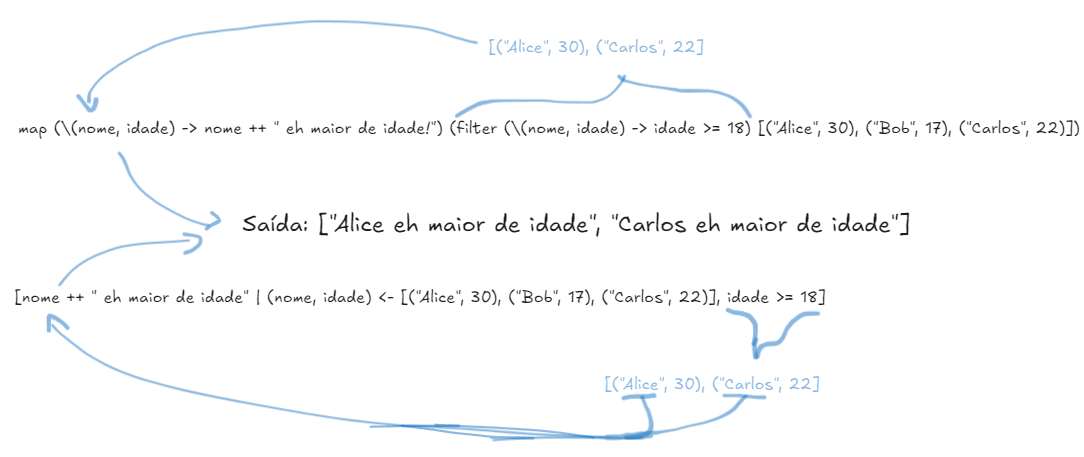 [("Alice", 30), ("Carlos", 22]
map (\(nome, idade) -> nome ++ " eh maior de idade!") (filter (\(nome, idade) -> idade >= 18) [("Alice", 30), ("Bob", 17), ("Carlos", 22)])
Saída: ["Alice eh maior de idade", "Carlos eh maior de idade"]
[nome ++ " eh maior de idade" | (nome, idade) <- [("Alice", 30), ("Bob", 17), ("Carlos", 22)], idade >= 18]
[("Alice", 30), ("Carlos", 22]